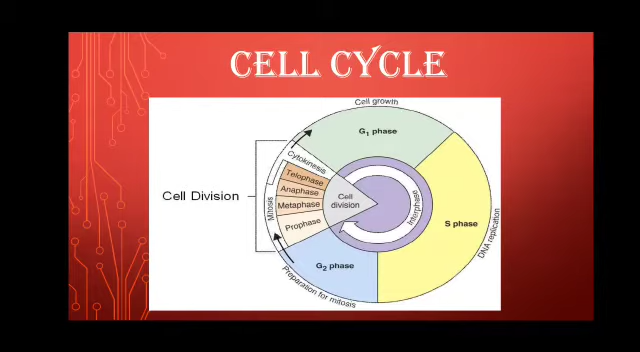 CELL CYCLE
Cell growth
G1 phase
Cytokinesis
Telophase
Anaphase
Metaphase
Prophase
Mitosis
Cell Division
Cell
division
Interphase
S phase
DNA replication
G2 phase
Preparation for mitosis